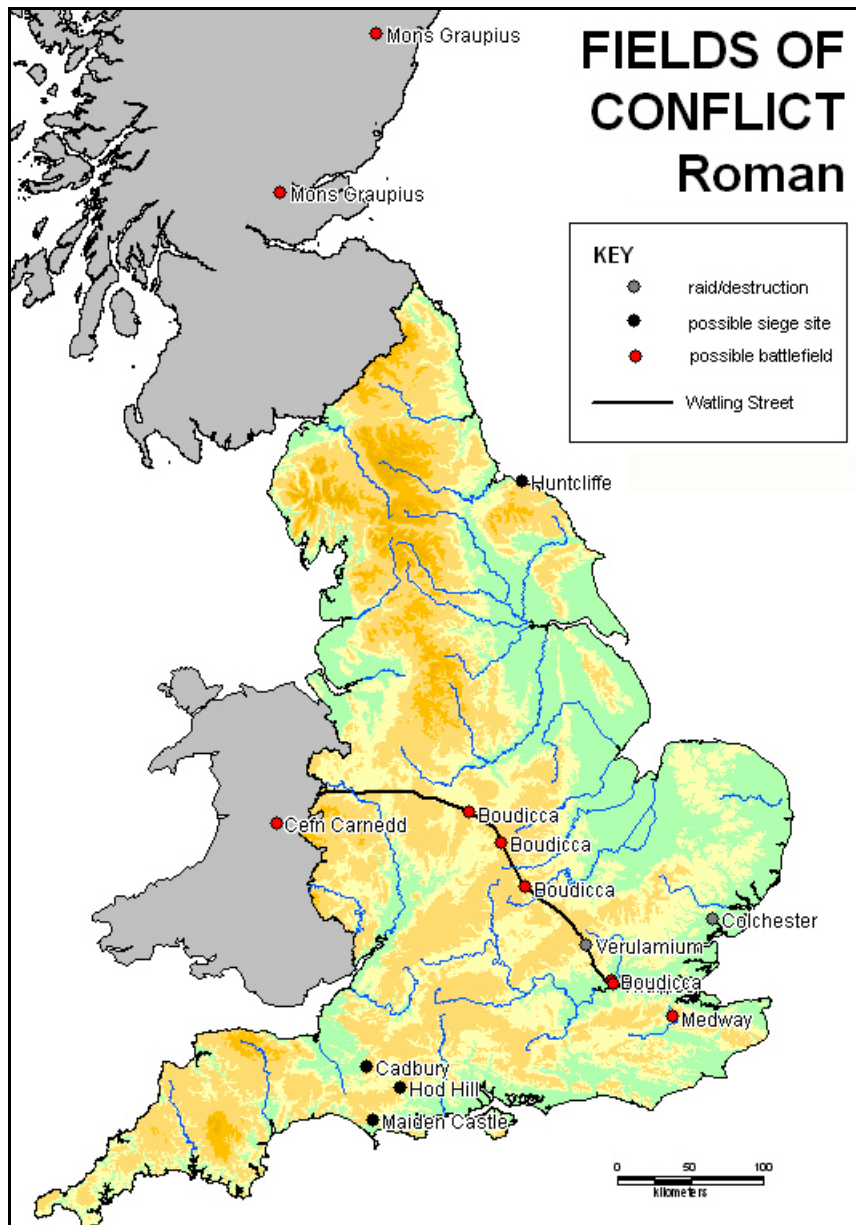 FIELDS OF
CONFLICT
Roman
Mons Graupius
Mons Graupius
KEY
raid/destruction
possible siege site
possible battlefield
Watling Street
Huntcliffe
Boudicca
Cefn Carnedd
Boudicca
Boudicca
Colchester
Verulamium
Boudicca
Medway
Cadbury
Hod Hill
Maiden Castle
0 50 100
kilometers